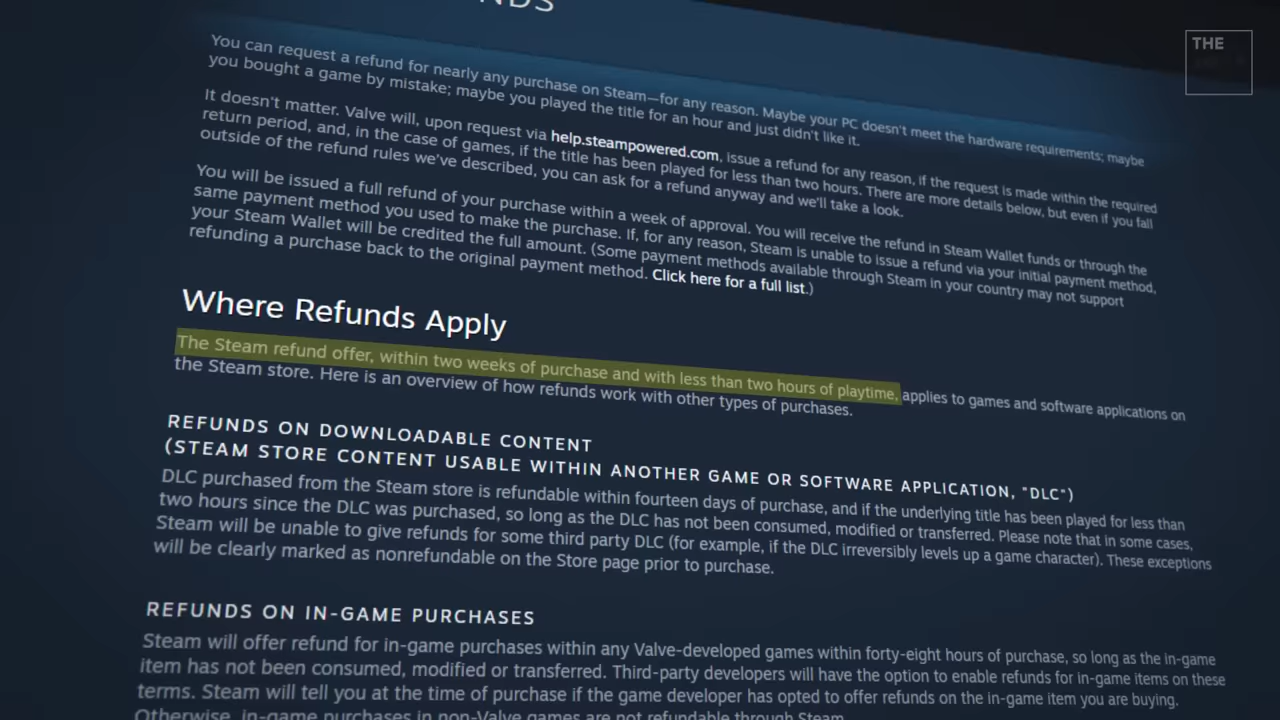 NDS
THE
You can request a refund for nearly any purchase on Steam—for any reason. Maybe your PC doesn't meet the hardware requirements; maybe
you bought a game by mistake; maybe you played the title for an hour and just didn't like it.
It doesn't matter. Valve will, upon request via help.steampowered.com, issue a refund for any reason, if the request is made within the required
return period, and, in the case of games, if the title has been played for less than two hours. There are more details below, but even if you fall
outside of the refund rules we've described, you can ask for a refund anyway and we'll take a look.
You will be issued a full refund of your purchase within a week of approval. You will receive the refund in Steam Wallet funds or through the
same payment method you used to make the purchase. If, for any reason, Steam is unable to issue a refund via your initial payment method,
your Steam Wallet will be credited the full amount. (Some payment methods available through Steam in your country may not support
refunding a purchase back to the original payment method. Click here for a full list.)
Where Refunds Apply
The Steam refund offer, within two weeks of purchase and with less than two hours of playtime, applies to games and software applications on
the Steam store. Here is an overview of how refunds work with other types of purchases.
REFUNDS ON DOWNLOADABLE CONTENT
(STEAM STORE CONTENT USABLE WITHIN ANOTHER GAME OR SOFTWARE APPLICATION, "DLC")
DLC purchased from the Steam store is refundable within fourteen days of purchase, and if the underlying title has been played for less than
two hours since the DLC was purchased, so long as the DLC has not been consumed, modified or transferred. Please note that in some cases,
Steam will be unable to give refunds for some third party DLC (for example, if the DLC irreversibly levels up a game character). These exceptions
will be clearly marked as nonrefundable on the Store page prior to purchase.
REFUNDS ON IN-GAME PURCHASES
Steam will offer refund for in-game purchases within any Valve-developed games within forty-eight hours of purchase, so long as the in-game
item has not been consumed, modified or transferred. Third-party developers will have the option to enable refunds for in-game items on these
terms. Steam will tell you at the time of purchase if the game developer has opted to offer refunds on the in-game item you are buying.
Otherwise, in-game purchases in non-Valve games are not refundable through Steam.